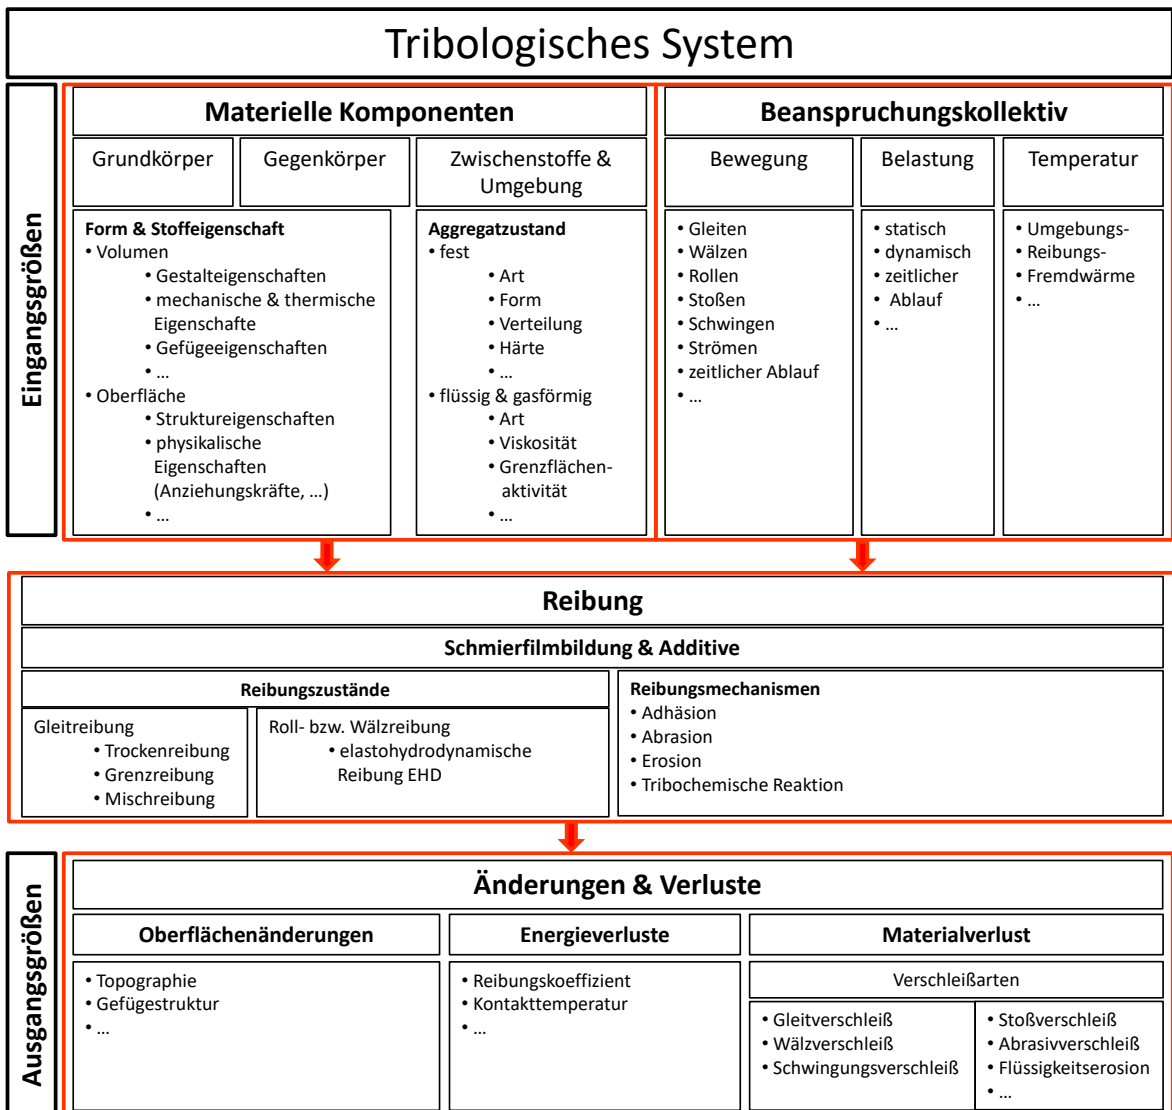 Tribologisches System
Eingangsgrößen
Materielle Komponenten
Grundkörper
Gegenkörper
Zwischenstoffe &
Umgebung
Form & Stoffeigenschaft
• Volumen
• Gestalteigenschaften
• mechanische & thermische
Eigenschafte
• Gefügeeigenschaften
• ...
• Oberfläche
• Struktureigenschaften
• physikalische
Eigenschaften
(Anziehungskräfte, ...)
• ...
Aggregatzustand
• fest
• Art
• Form
• Verteilung
• Härte
• ...
• flüssig & gasförmig
• Art
• Viskosität
• Grenzflächen-
aktivität
• ...
Beanspruchungskollektiv
Bewegung
Belastung
Temperatur
• Gleiten
• Wälzen
• Rollen
• Stoßen
• Schwingen
• Strömen
• zeitlicher Ablauf
• ...
• statisch
• dynamisch
• zeitlicher
• Ablauf
• ...
• Umgebungs-
• Reibungs-
• Fremdwärme
• ...
Reibung
Schmierfilmbildung & Additive
Reibungszustände
Gleitreibung
• Trockenreibung
• Grenzreibung
• Mischreibung
Roll- bzw. Wälzreibung
• elastohydrodynamische
Reibung EHD
Reibungsmechanismen
• Adhäsion
• Abrasion
• Erosion
• Tribochemische Reaktion
Ausgangsgrößen
Änderungen & Verluste
Oberflächenänderungen
• Topographie
• Gefügestruktur
• ...
Energieverluste
• Reibungskoeffizient
• Kontakttemperatur
• ...
Materialverlust
Verschleißarten
• Gleitverschleiß
• Wälzverschleiß
• Schwingungsverschleiß
• Stoßverschleiß
• Abrasivverschleiß
• Flüssigkeitserosion
• ...